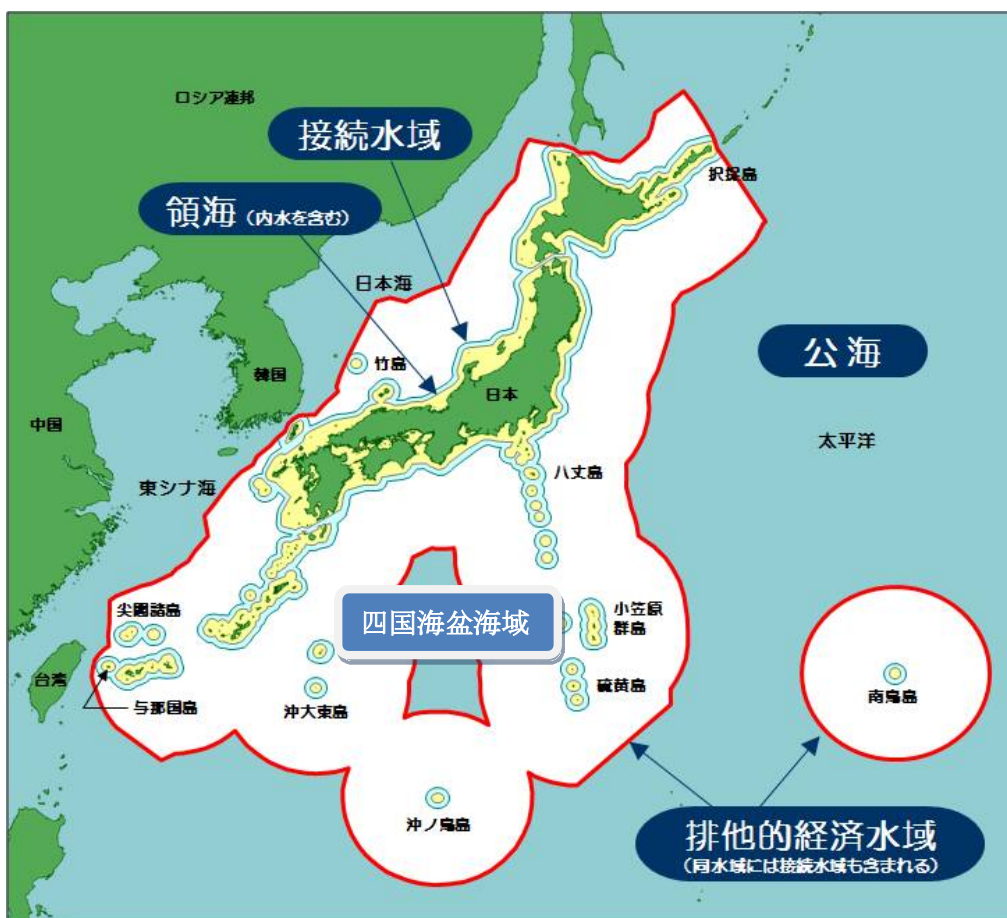 ロシア連邦
接続水域
択捉島
領海（内水を含む）
日本海
竹島
公海
韓国
日本
中国
太平洋
八丈島
東シナ海
尖閣諸島
四国海盆海域
小笠原
群島
台湾
硫黄島
与那国島
沖大東島
南鳥島
沖ノ鳥島
排他的経済水域
（同水域には接続水域も含まれる）